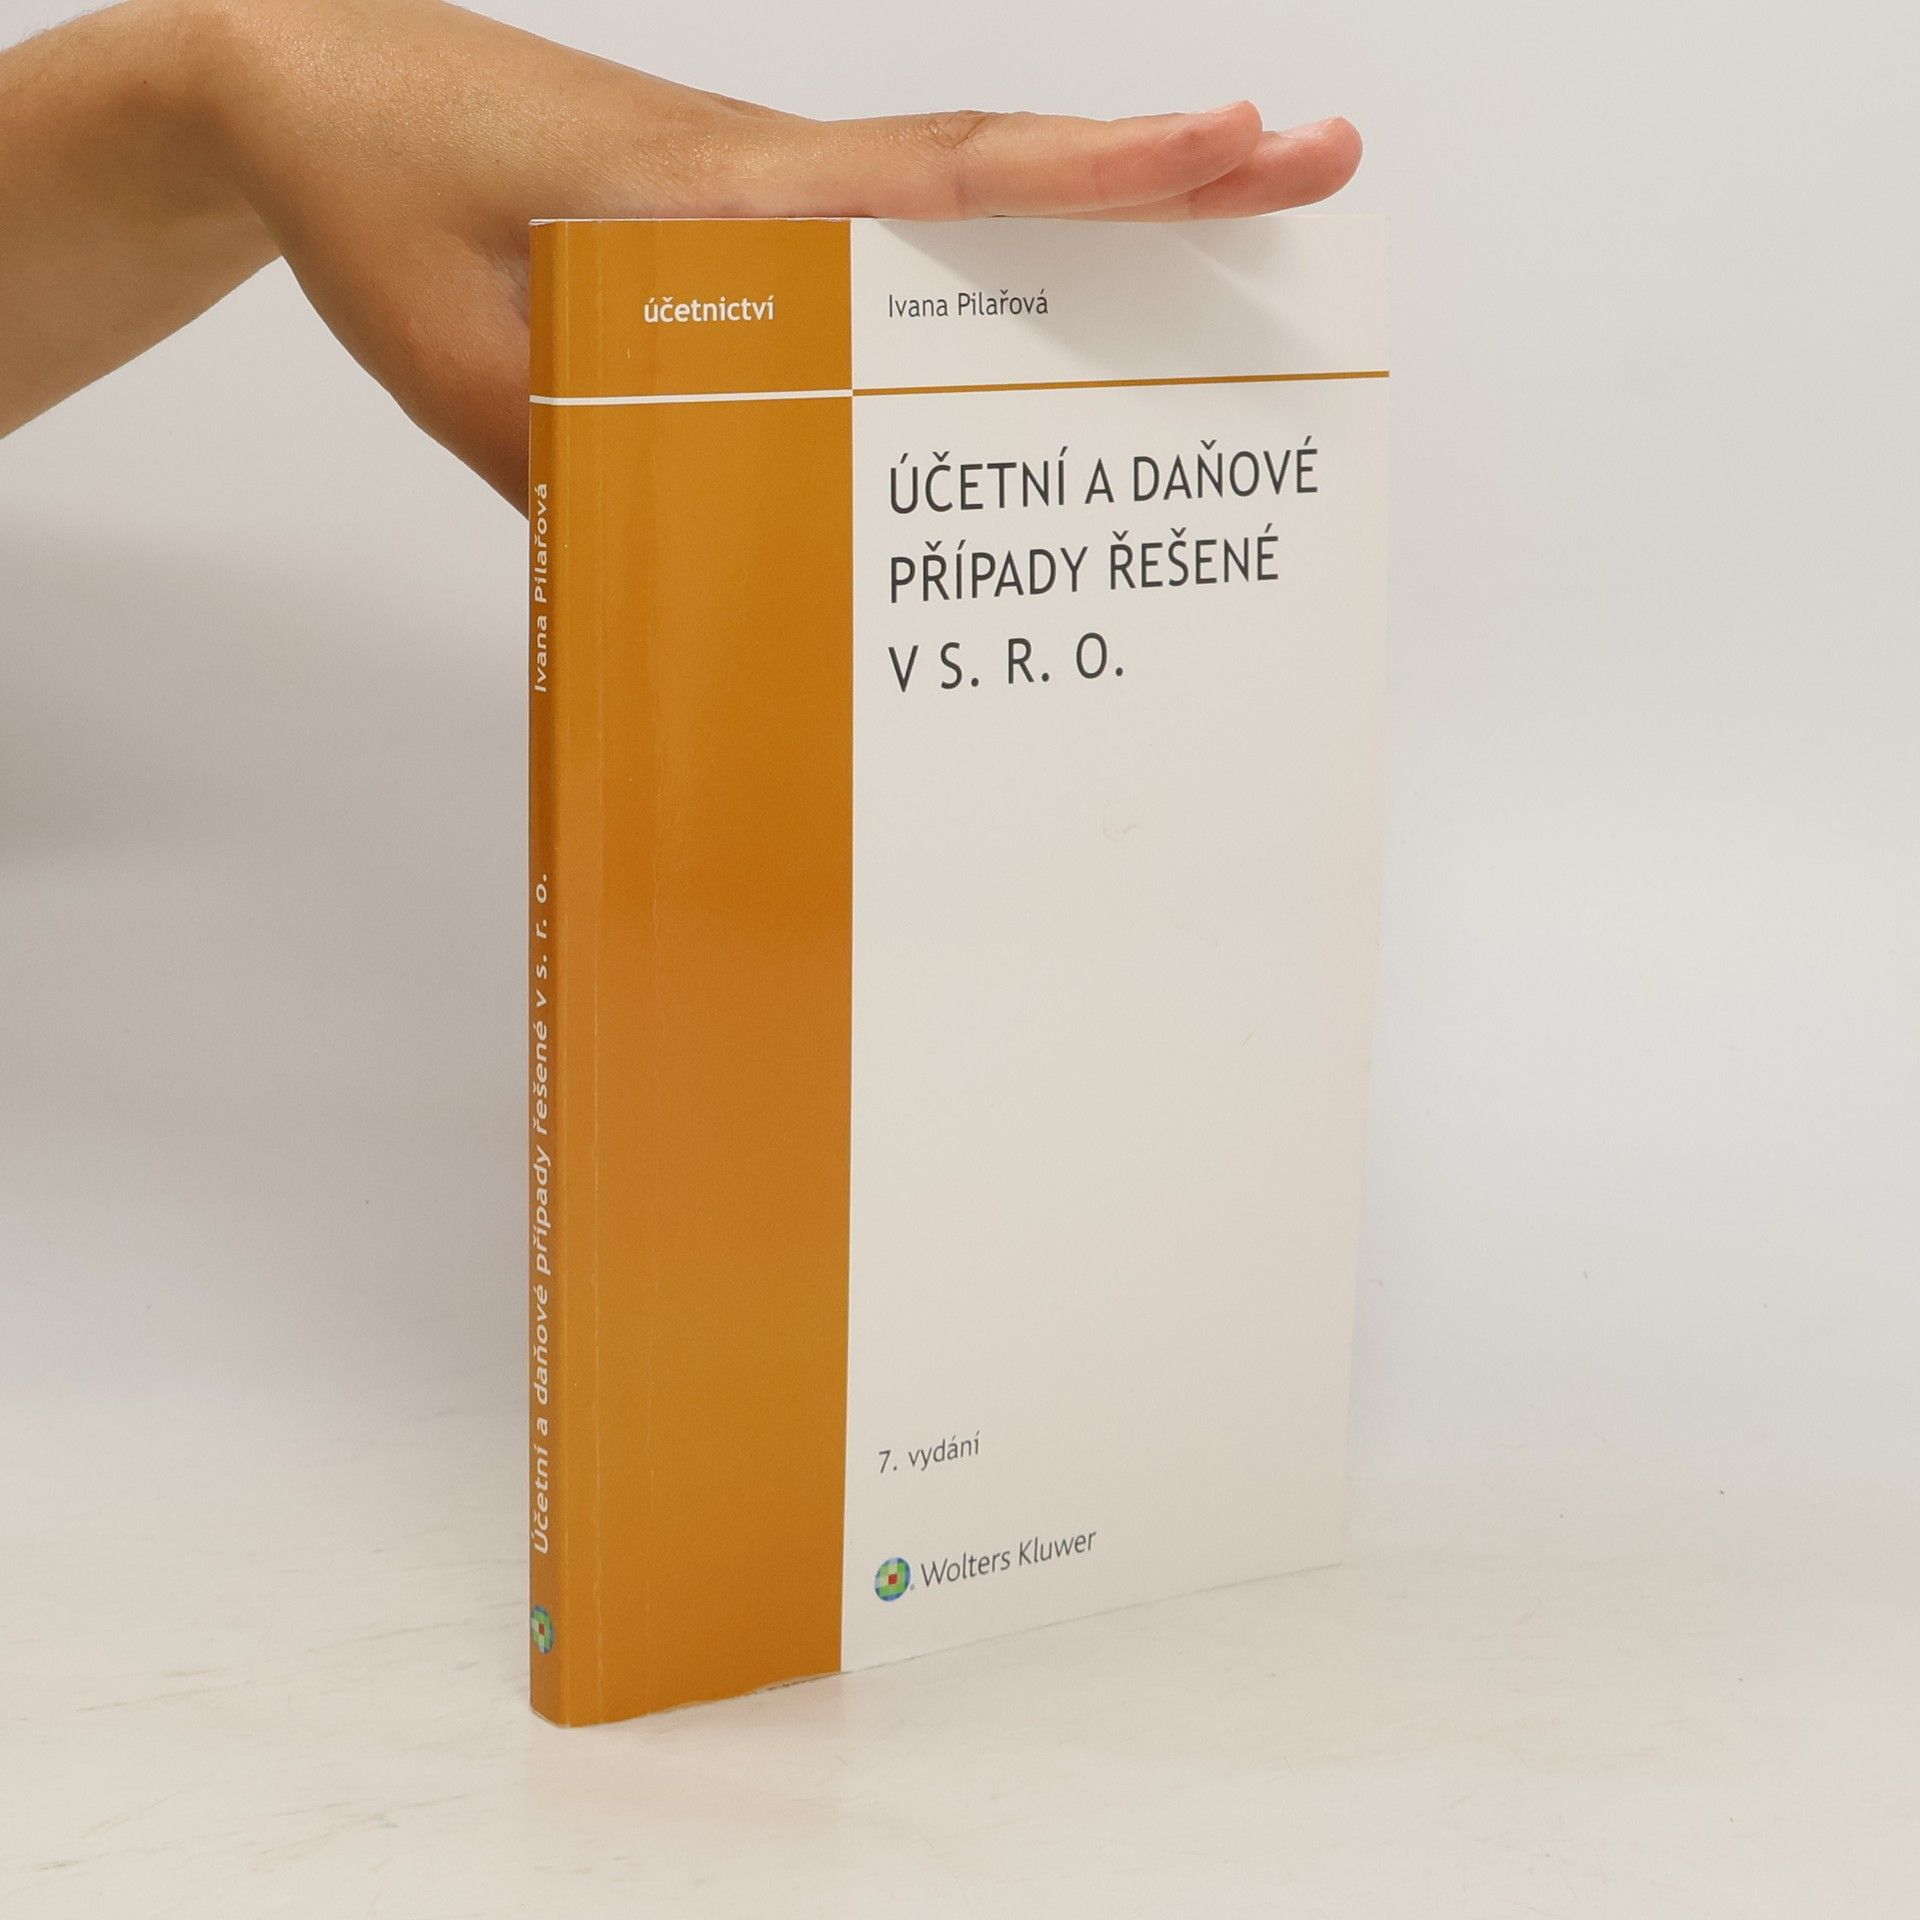 účetnictví
Ivana Pilařová
ÚČETNÍ A DAŇOVÉ
PŘÍPADY ŘEŠENÉ
V S. R. O.
7. vydání
Wolters Kluwer
Účetní a daňové případy řešené v s. r. o.
Ivana Pilařová